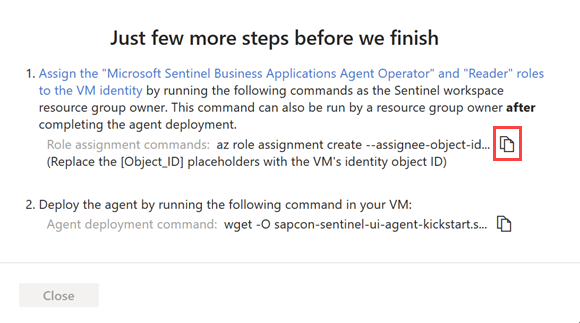 Just few more steps before we finish
1. Assign the "Microsoft Sentinel Business Applications Agent Operator" and "Reader" roles
to the VM identity by running the following commands as the Sentinel workspace
resource group owner. This command can also be run by a resource group owner after
completing the agent deployment.
Role assignment commands: az role assignment create --assignee-object-id...
(Replace the [Object_ID] placeholders with the VM's identity object ID)
2. Deploy the agent by running the following command in your VM:
Agent deployment command: wget -O sapcon-sentinel-ui-agent-kickstart.s...
Close